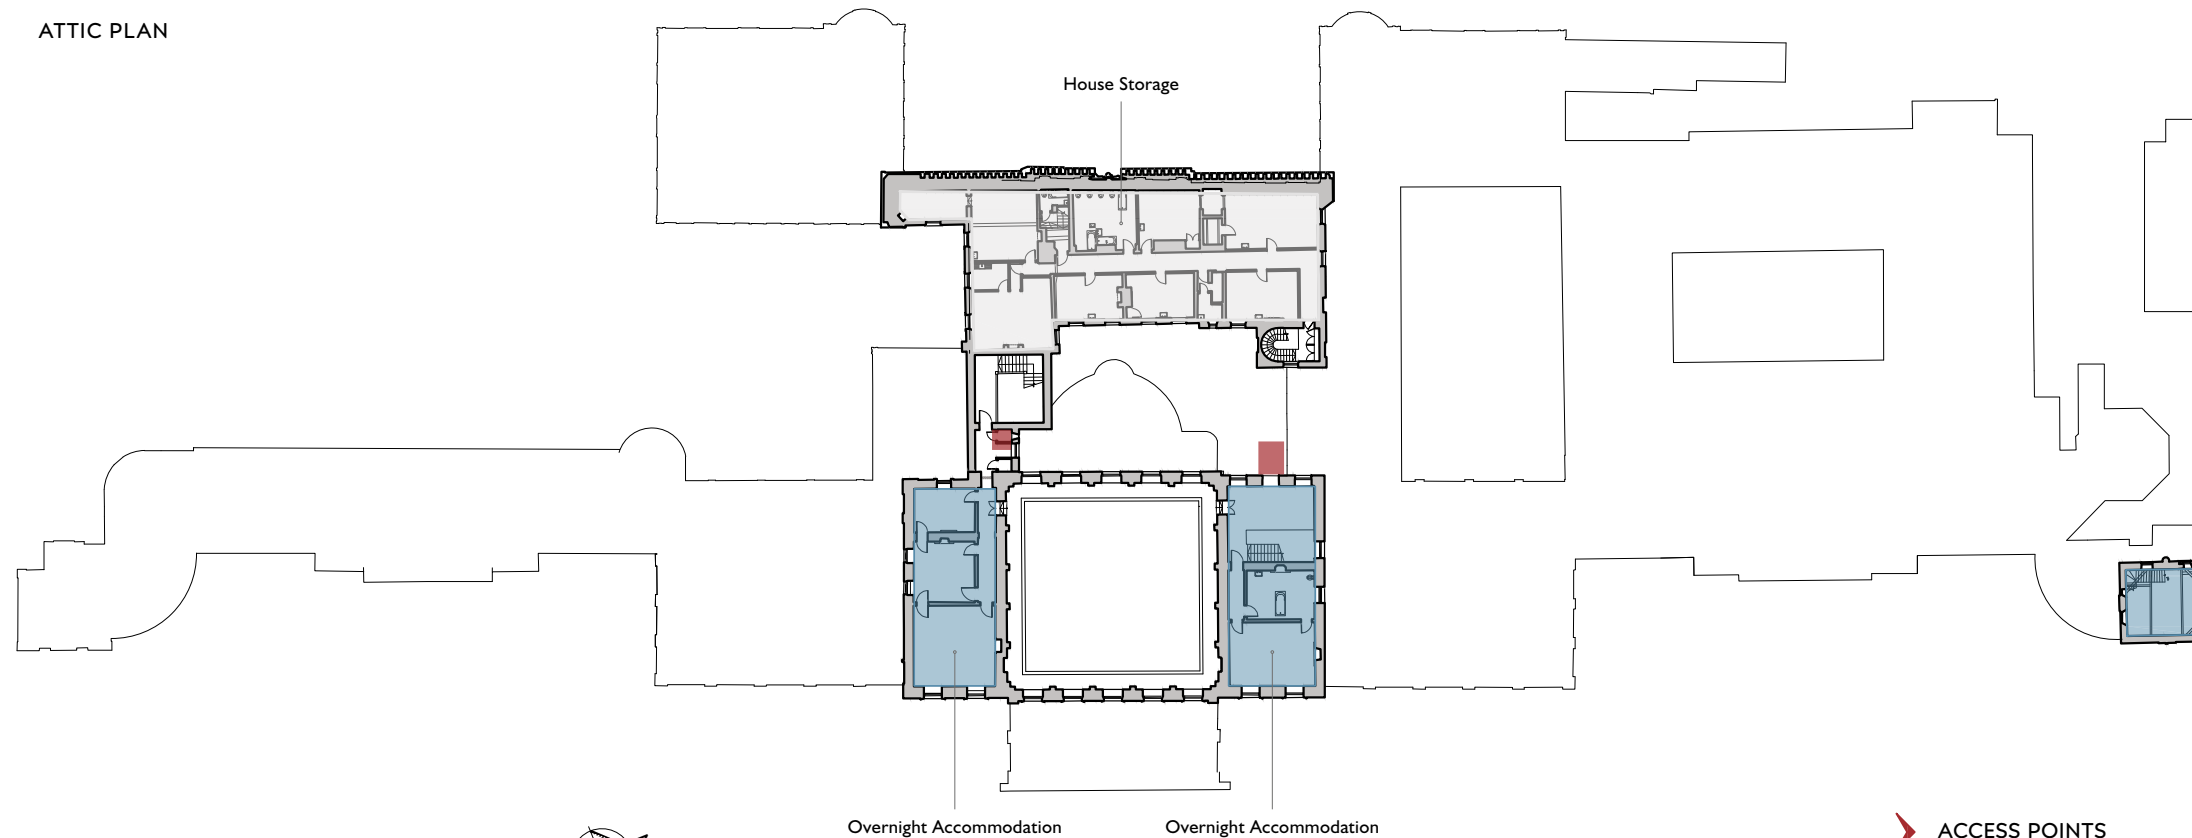 ATTIC PLAN
House Storage
Overnight Accommodation
Overnight Accommodation
ACCESS POINTS